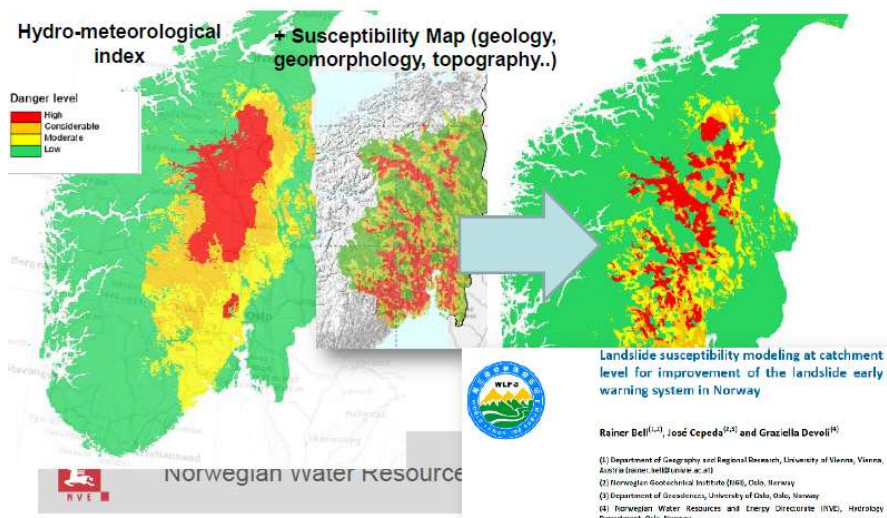 Hydro-meteorological
index
+ Susceptibility Map (geology,
geomorphology, topography..)
Danger level
High
Considerable
Moderate
Low
WLF3
Landslide susceptibility modeling at catchment
level for improvement of the landslide early
warning system in Norway
Rainer Bell(1,2), José Cepeda(2,3) and Graziella Devoli(4)
(1) Department of Geography and Regional Research, University of Vienna, Vienna,
Austria (rainer.bell@univie.ac.at)
(2) Norwegian Geotechnical Institute (NGI), Oslo, Norway
(3) Department of Geosciences, University of Oslo, Oslo, Norway
(4) Norwegian Water Resources and Energy Directorate (NVE), Hydrology
Norwegian Water Resource
NVE